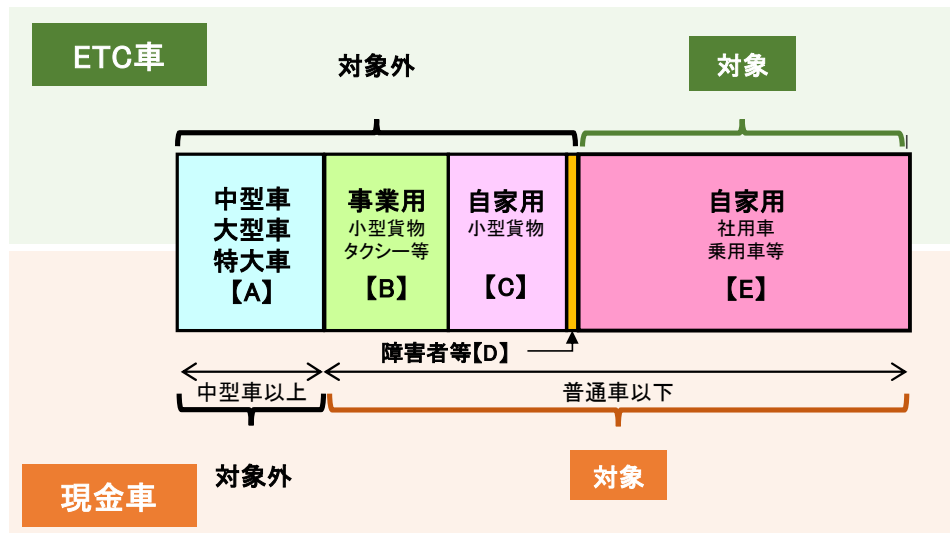 ETC車
対象外
対象
中型車
大型車
特大車
【A】
事業用
小型貨物
タクシー等
【B】
自家用
小型貨物
【C】
自家用
社用車
乗用車等
【E】
障害者等【D】
中型車以上
普通車以下
対象外
対象
現金車